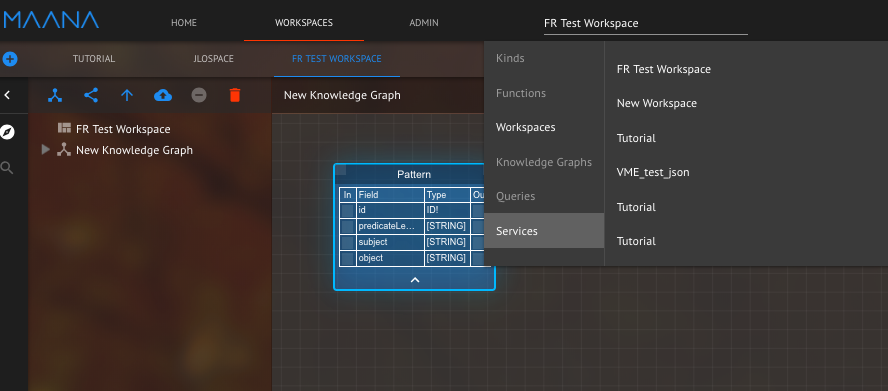 MAANA
HOME
WORKSPACES
ADMIN
FR Test Workspace
TUTORIAL
JLOSPACE
FR TEST WORKSPACE
New Knowledge Graph
FR Test Workspace
New Knowledge Graph
Pattern
In Field Type Ou
id ID!
predicateLe... [STRING]
subject [STRING]
object [STRING]
Kinds
Functions
Workspaces
Knowledge Graphs
Queries
Services
FR Test Workspace
New Workspace
Tutorial
VME_test_json
Tutorial
Tutorial